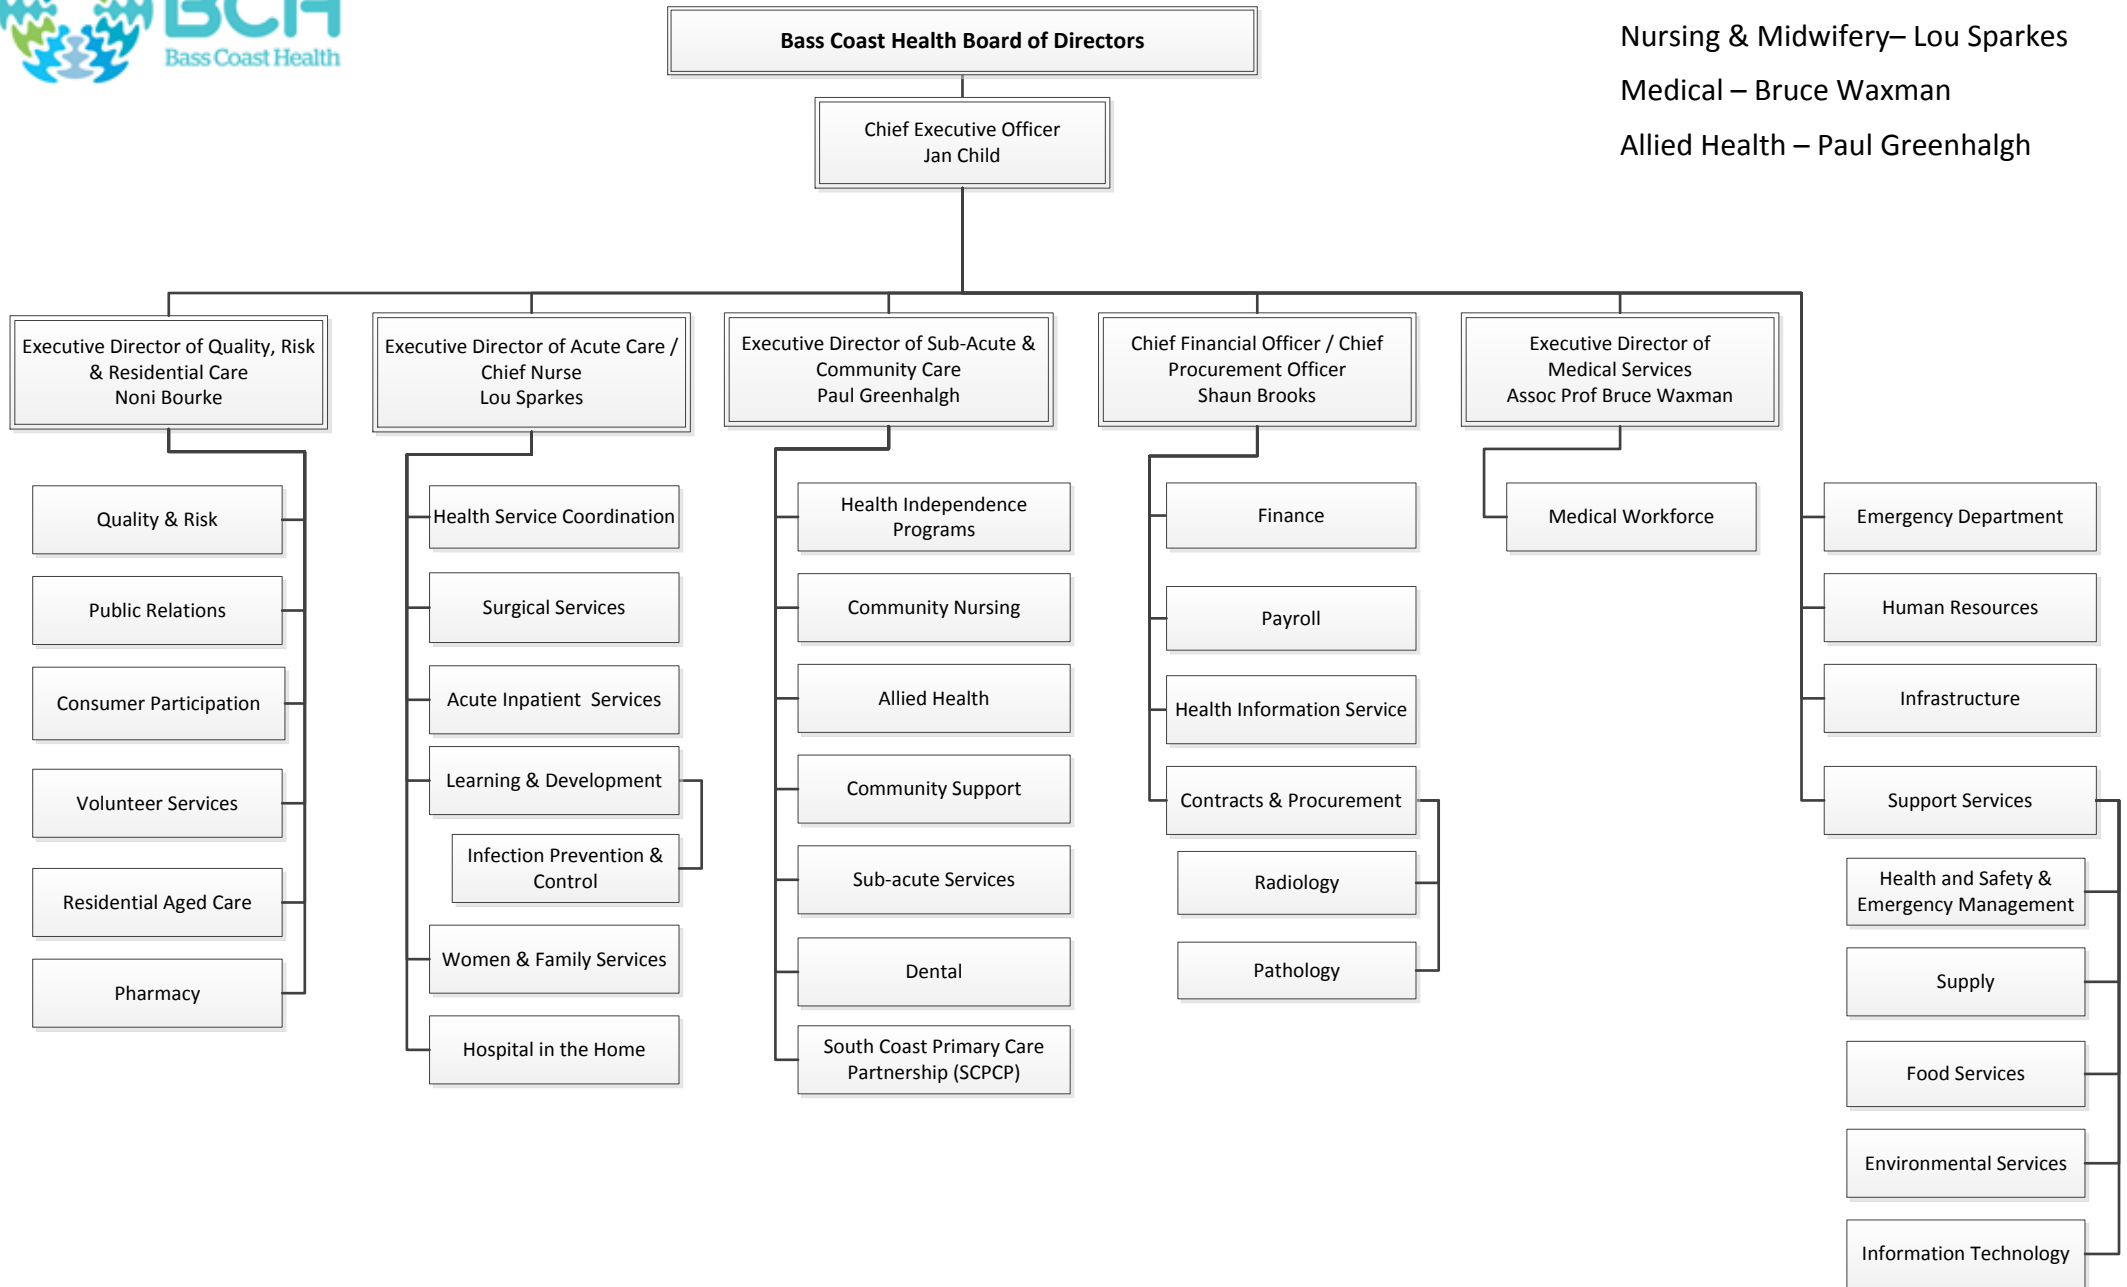 BCH
Bass Coast Health
Bass Coast Health Board of Directors
Nursing & Midwifery– Lou Sparkes
Medical – Bruce Waxman
Allied Health – Paul Greenhalgh
Chief Executive Officer
Jan Child
Executive Director of Quality, Risk
& Residential Care
Noni Bourke
Quality & Risk
Public Relations
Consumer Participation
Volunteer Services
Residential Aged Care
Pharmacy
Executive Director of Acute Care /
Chief Nurse
Lou Sparkes
Health Service Coordination
Surgical Services
Acute Inpatient  Services
Learning & Development
Infection Prevention &
Control
Women & Family Services
Hospital in the Home
Executive Director of Sub-Acute &
Community Care
Paul Greenhalgh
Health Independence
Programs
Community Nursing
Allied Health
Community Support
Sub-acute Services
Dental
South Coast Primary Care
Partnership (SCPCP)
Chief Financial Officer / Chief
Procurement Officer
Shaun Brooks
Finance
Payroll
Health Information Service
Contracts & Procurement
Radiology
Pathology
Executive Director of
Medical Services
Assoc Prof Bruce Waxman
Medical Workforce
Emergency Department
Human Resources
Infrastructure
Support Services
Health and Safety &
Emergency Management
Supply
Food Services
Environmental Services
Information Technology